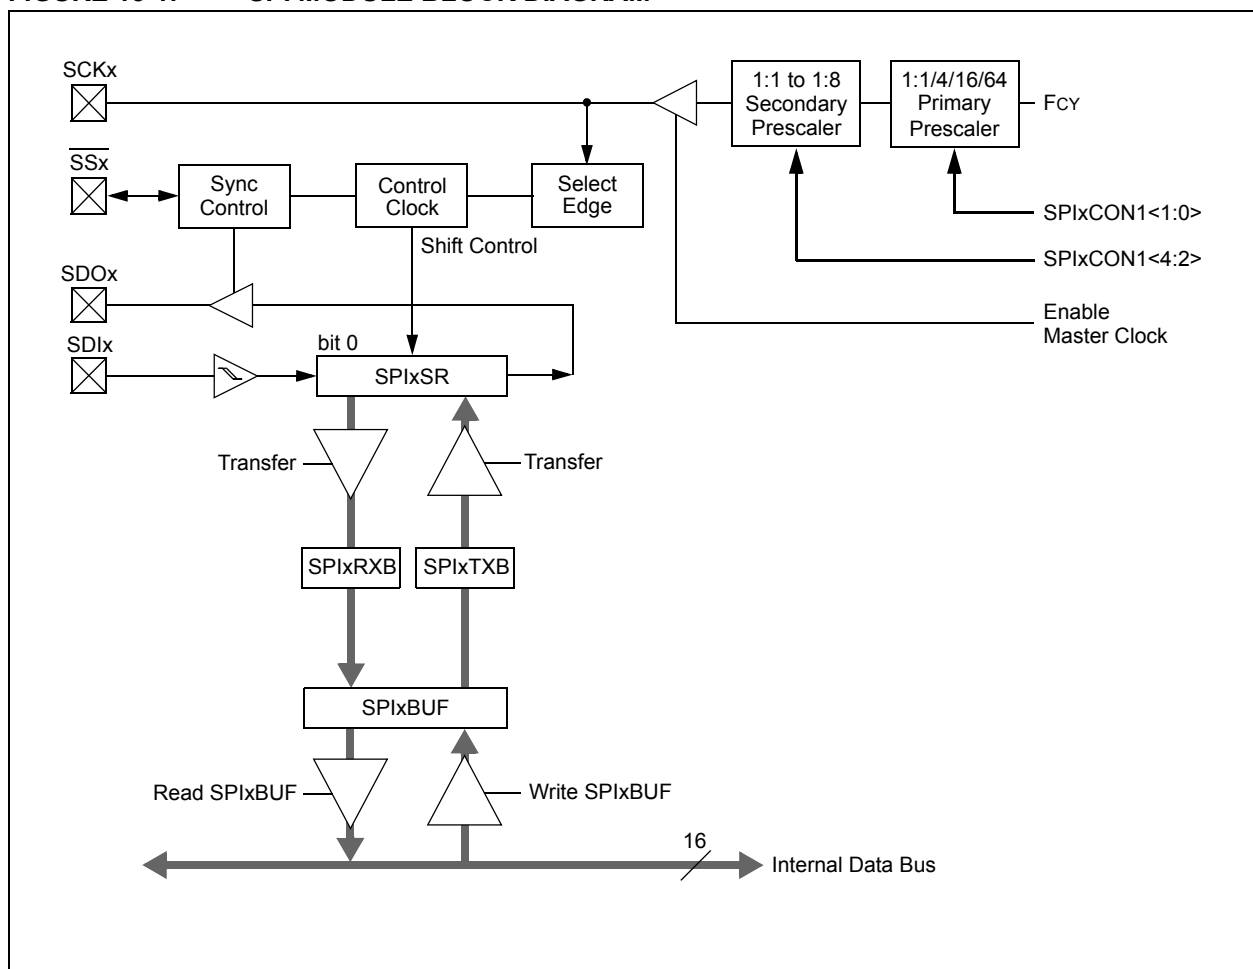 FIGURE SPI MODULE BLOCK DIAGRAM
SCKx
1:1 to 1:8
Secondary
Prescaler
1:1/4/16/64
Primary
Prescaler
FCY
SSx
Sync
Control
Control
Clock
Select
Edge
SPIxCON1<1:0>
Shift Control
SPIxCON1<4:2>
SDOx
Enable
Master Clock
SDIx
bit 0
SPIxSR
Transfer
Transfer
SPIxRXB
SPIxTXB
SPIxBUF
Read SPIxBUF
Write SPIxBUF
16
Internal Data Bus